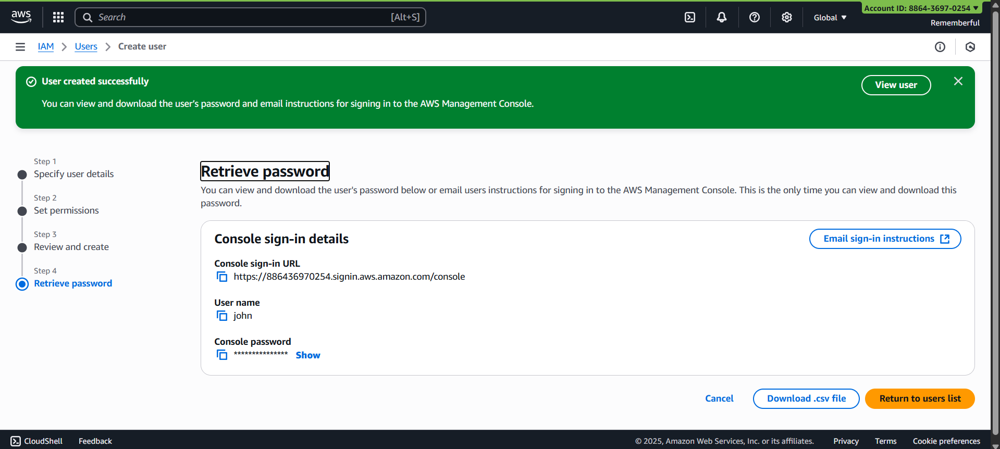 aws
Search
[Alt+S]
Global
Account ID: 8864-3697-0254
Rememberful
IAM
Users
Create user
User created successfully
You can view and download the user's password and email instructions for signing in to the AWS Management Console.
View user
Step 1
Specify user details
Step 2
Set permissions
Step 3
Review and create
Step 4
Retrieve password
Retrieve password
You can view and download the user's password below or email users instructions for signing in to the AWS Management Console. This is the only time you can view and download this
password.
Console sign-in details
Email sign-in instructions
Console sign-in URL
https://886436970254.signin.aws.amazon.com/console
User name
john
Console password
*************** Show
Cancel
Download .csv file
Return to users list
CloudShell
Feedback
© 2025, Amazon Web Services, Inc. or its affiliates.
Privacy
Terms
Cookie preferences